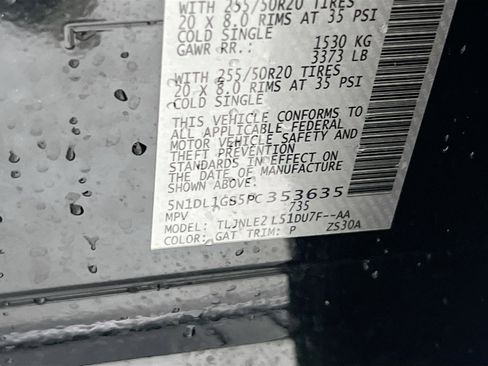 WITH 255/50R20 TIRES
20 X 8.0 RIMS AT 35 PSI
COLD SINGLE
GAWR RR.: 1530 KG
3373 LB
WITH 255/50R20 TIRES
20 X 8.0 RIMS AT 35 PSI
COLD SINGLE
THIS VEHICLE CONFORMS TO
ALL APPLICABLE FEDERAL
MOTOR VEHICLE SAFETY AND
THEFT PREVENTION
STANDARDS IN EFFECT ON
THE DATE OF MANUFACTURE
SHOWN ABOVE.
5N1DL1GS5PC353635
MPV 735
MODEL: TLJNLE2L51DU7F--AA
COLOR: GAT TRIM: P ZS30A